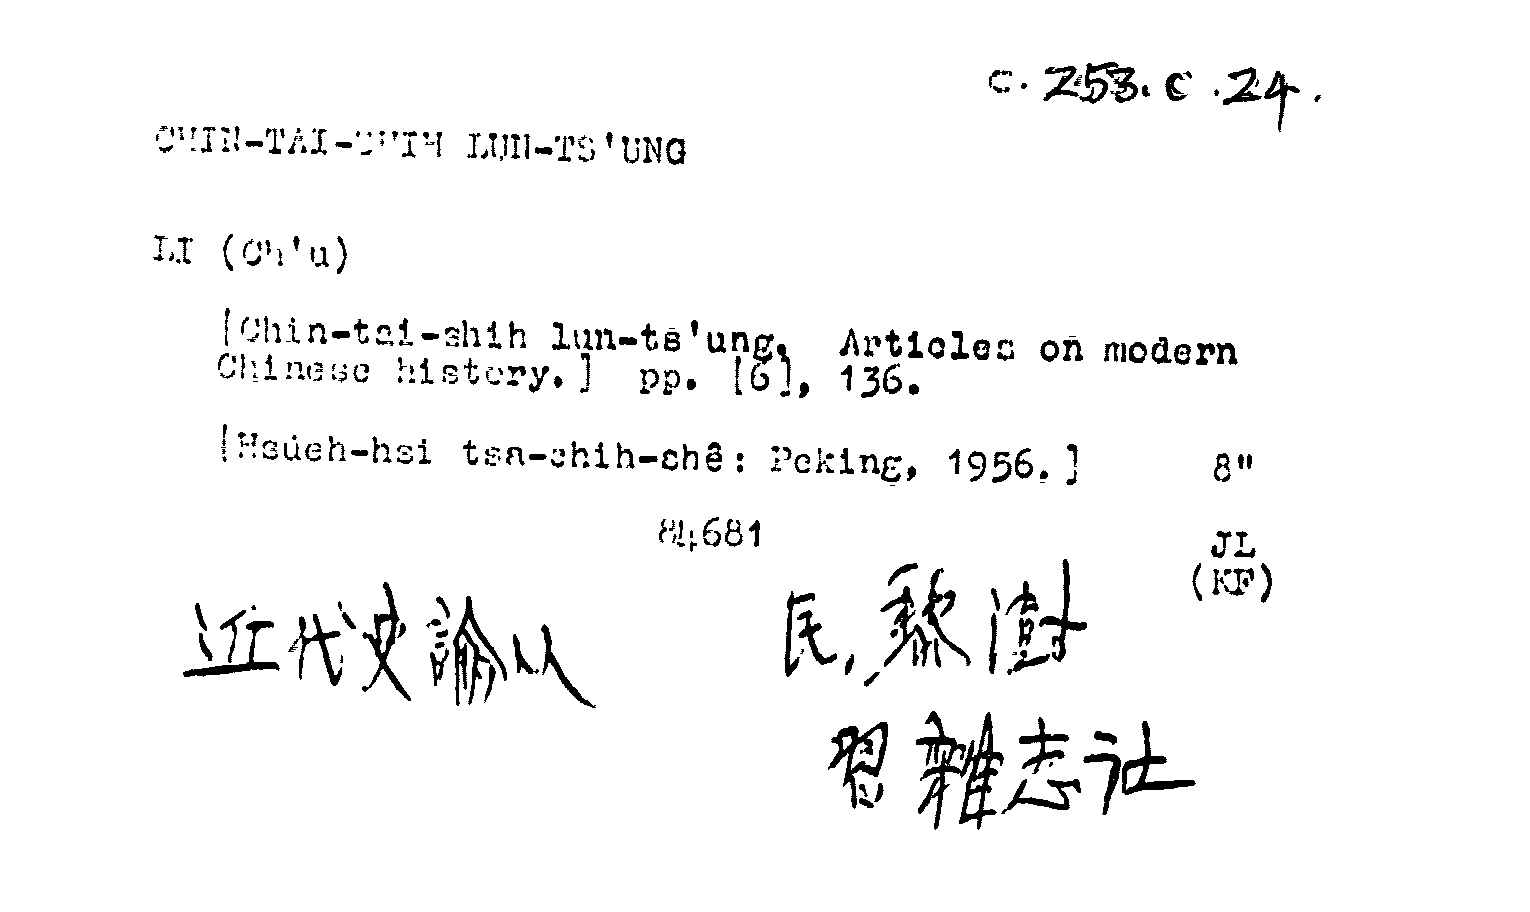 C.253.c.24.
CHIN-TAI-SHIH LUN-TS'UNG
LI (Ch'u)
[Chin-tai-shih lun-ts'ung. Articles on modern
Chinese history.] pp. [6], 136.
[Hsüeh-hsi tsa-chih-shê: Peking, 1956.] 8"
84681
JL
(KF)
近代史論从
民, 黎澍
習雜志社